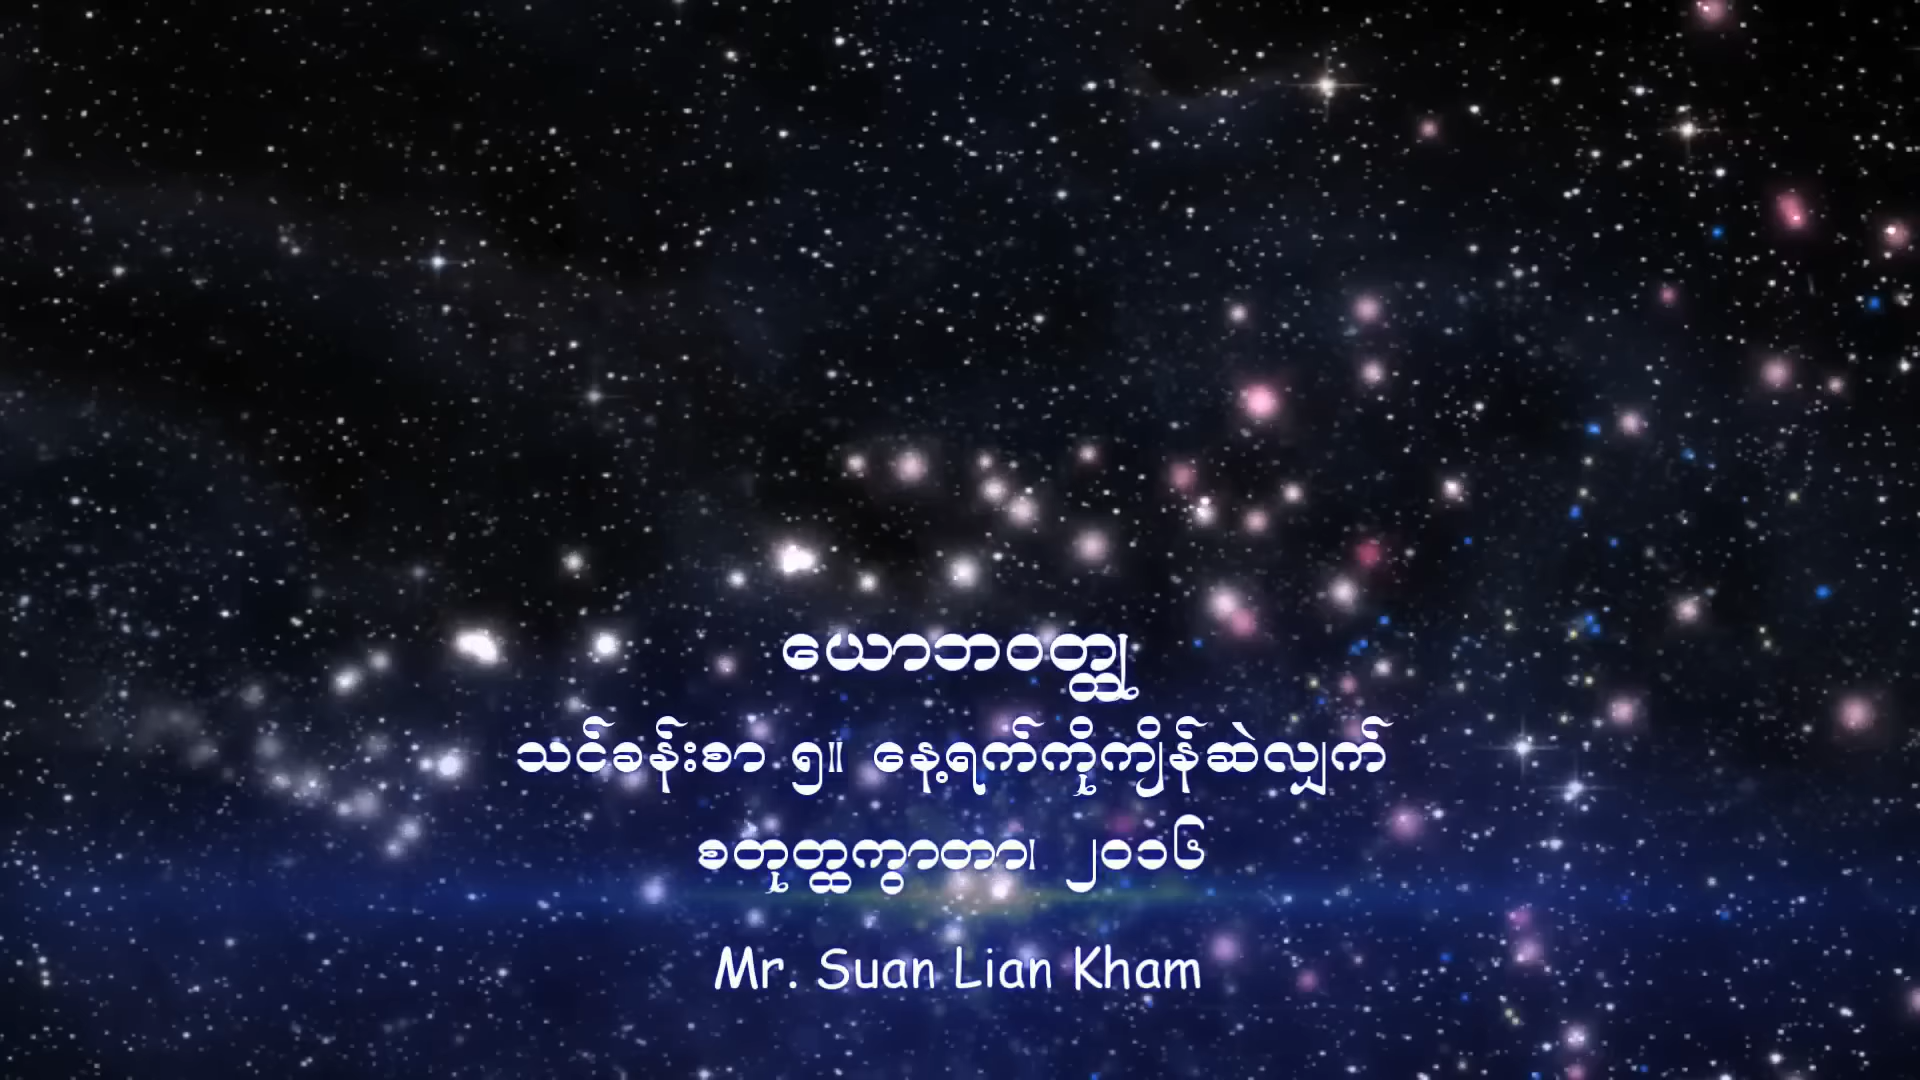 ယောဘဝတ္ထု
သင်ခန်းစာ ၅။ နေ့ရက်ကိုကျိန်ဆဲလျှက်
စတုတ္ထကွာတာ၊ ၂၀၁၆
Mr. Suan Lian Kham